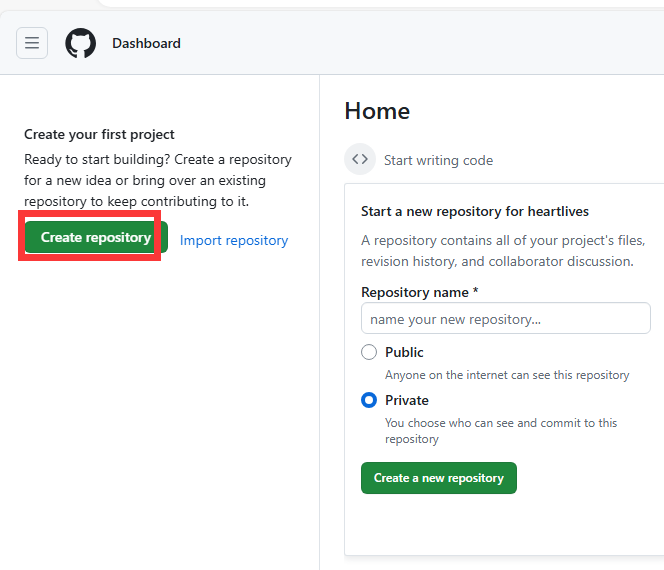 Dashboard
Create your first project
Ready to start building? Create a repository
for a new idea or bring over an existing
repository to keep contributing to it.
Create repository
Import repository
Home
Start writing code
Start a new repository for heartlives
A repository contains all of your project's files,
revision history, and collaborator discussion.
Repository name *
name your new repository...
Public
Anyone on the internet can see this repository
Private
You choose who can see and commit to this
repository
Create a new repository